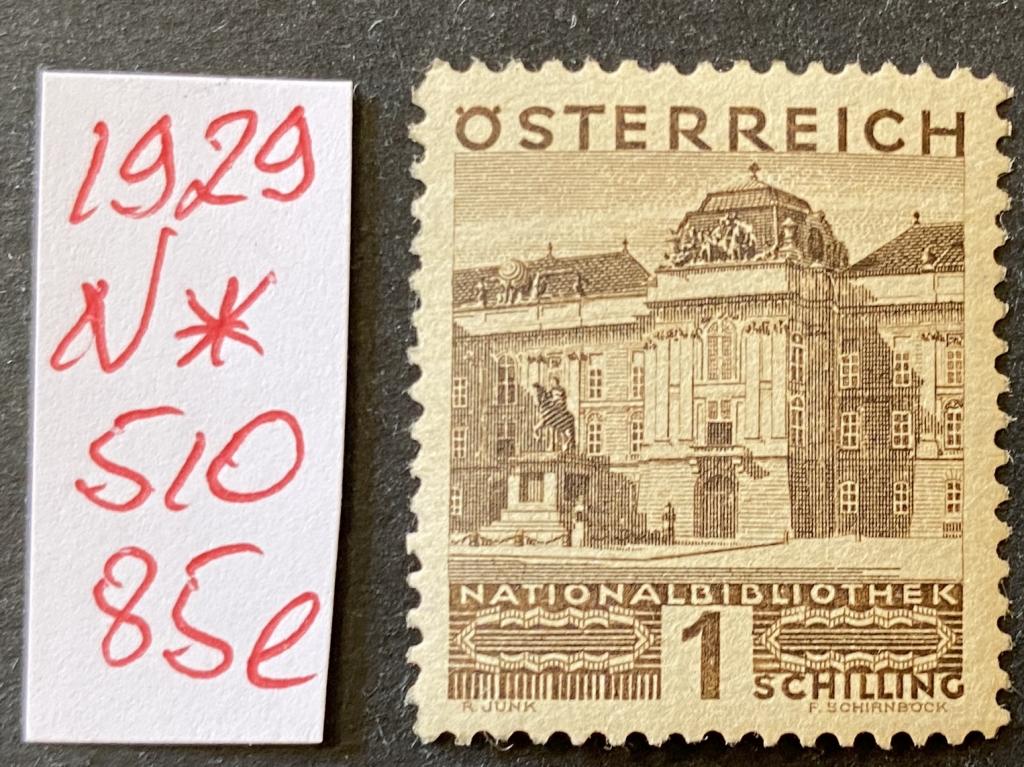 1929
N *
510
85e
ÖSTERREICH
NATIONALBIBLIOTHEK
1
SCHILLING
R. JUNK
F. SCHIRNBÖCK